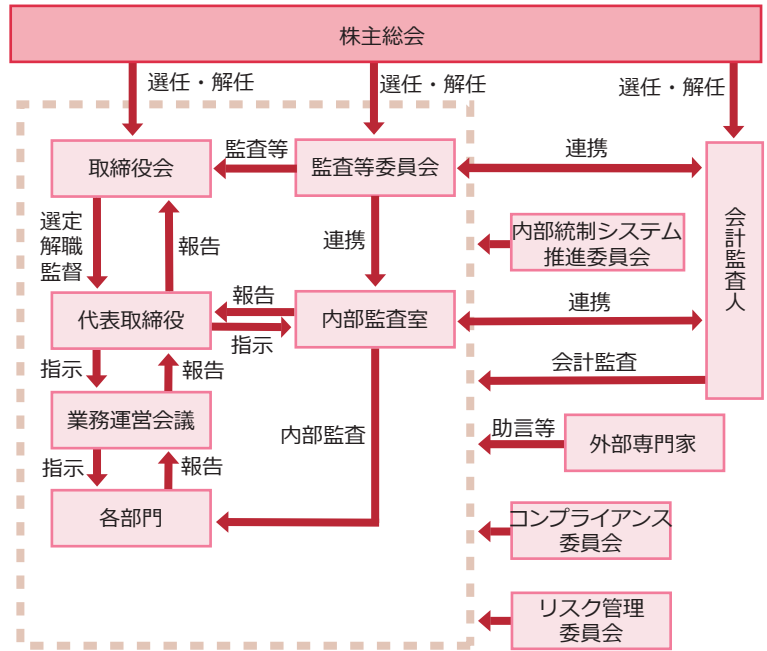 株主総会
選任・解任
選任・解任
選任・解任
取締役会
監査等
監査等委員会
連携
会計監査人
選定
解職
監督
報告
連携
内部統制システム
推進委員会
代表取締役
報告
指示
内部監査室
連携
指示
報告
会計監査
業務運営会議
内部監査
助言等
外部専門家
指示
報告
各部門
コンプライアンス
委員会
リスク管理
委員会